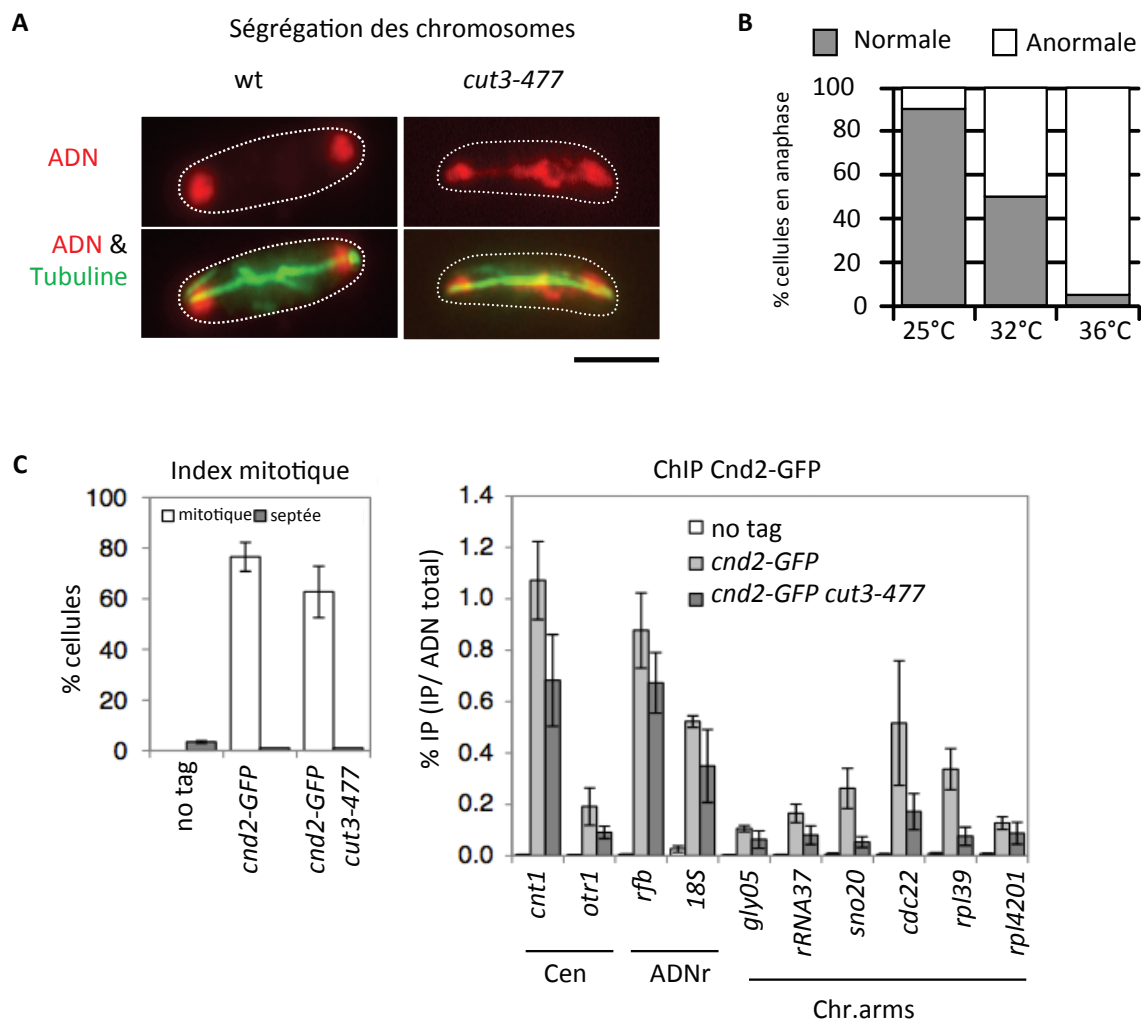 A
Ségrégation des chromosomes
wt
cut3-477
ADN
ADN &
Tubuline
B
Normale
Anormale
% cellules en anaphase
100
80
60
40
20
0
25°C
32°C
36°C
C
Index mitotique
% cellules
100
80
60
40
20
0
mitotique
septée
no tag
cnd2-GFP
cnd2-GFP
cut3-477
ChIP Cnd2-GFP
% IP (IP/ ADN total)
1.4
1.2
1.0
0.8
0.6
0.4
0.2
0.0
no tag
cnd2-GFP
cnd2-GFP cut3-477
cnt1
otr1
rfb
18S
gly05
rRNA37
sno20
cdc22
rpl39
rpl4201
Cen
ADNr
Chr.arms